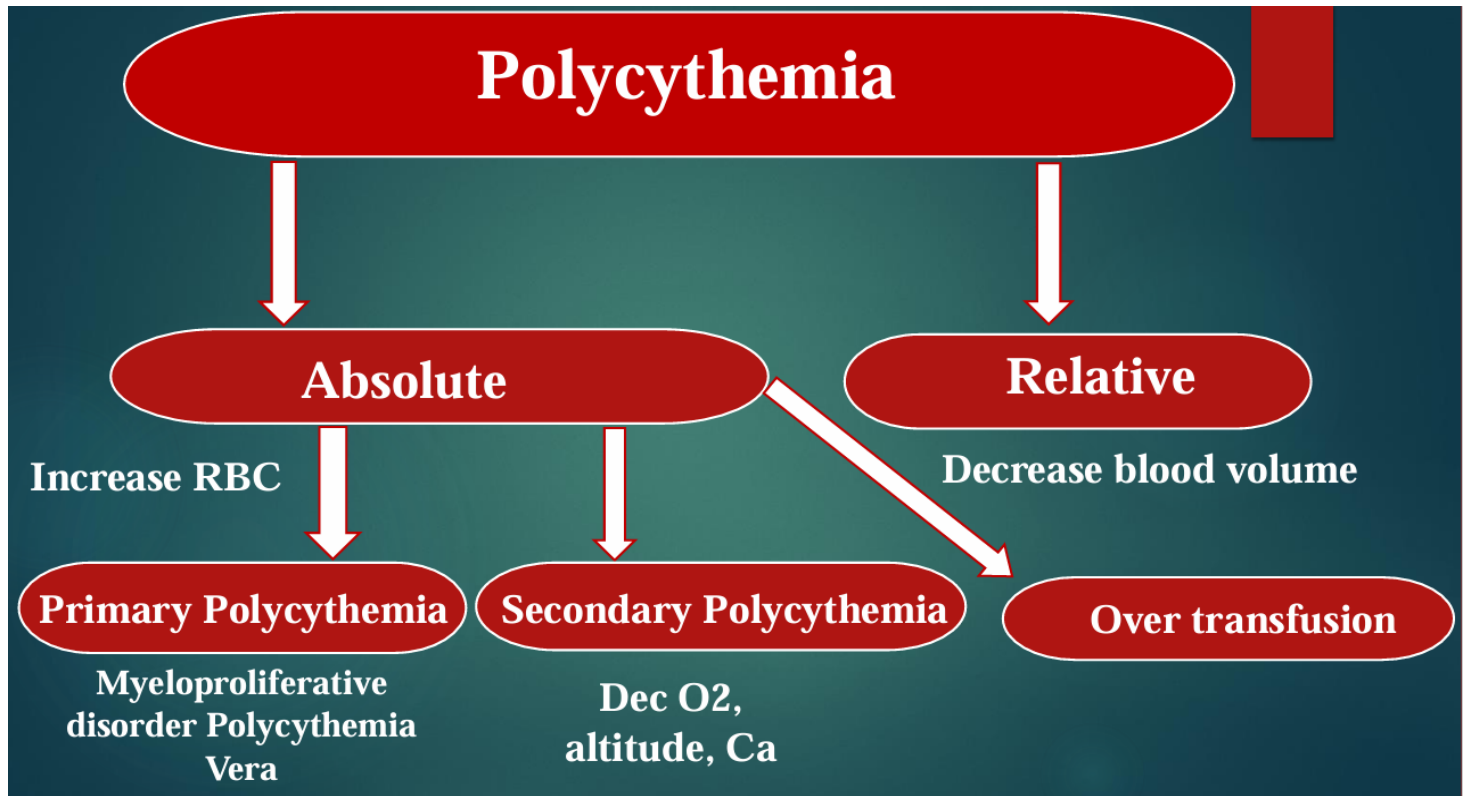 Polycythemia
Absolute
Relative
Increase RBC
Decrease blood volume
Primary Polycythemia
Secondary Polycythemia
Over transfusion
Myeloproliferative
disorder Polycythemia
Vera
Dec O2,
altitude, Ca